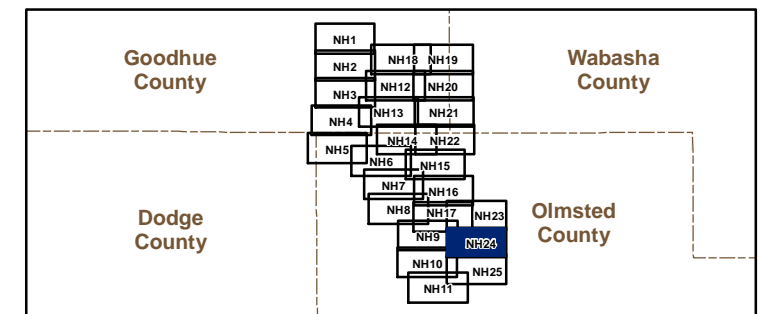 NH1
Goodhue
County
NH18
NH19
Wabasha
County
NH2
NH12
NH20
NH3
NH13
NH21
NH4
NH14
NH22
NH5
NH6
NH15
NH7
NH16
NH8
NH17
NH23
Dodge
County
Olmsted
County
NH9
NH24
NH10
NH25
NH11